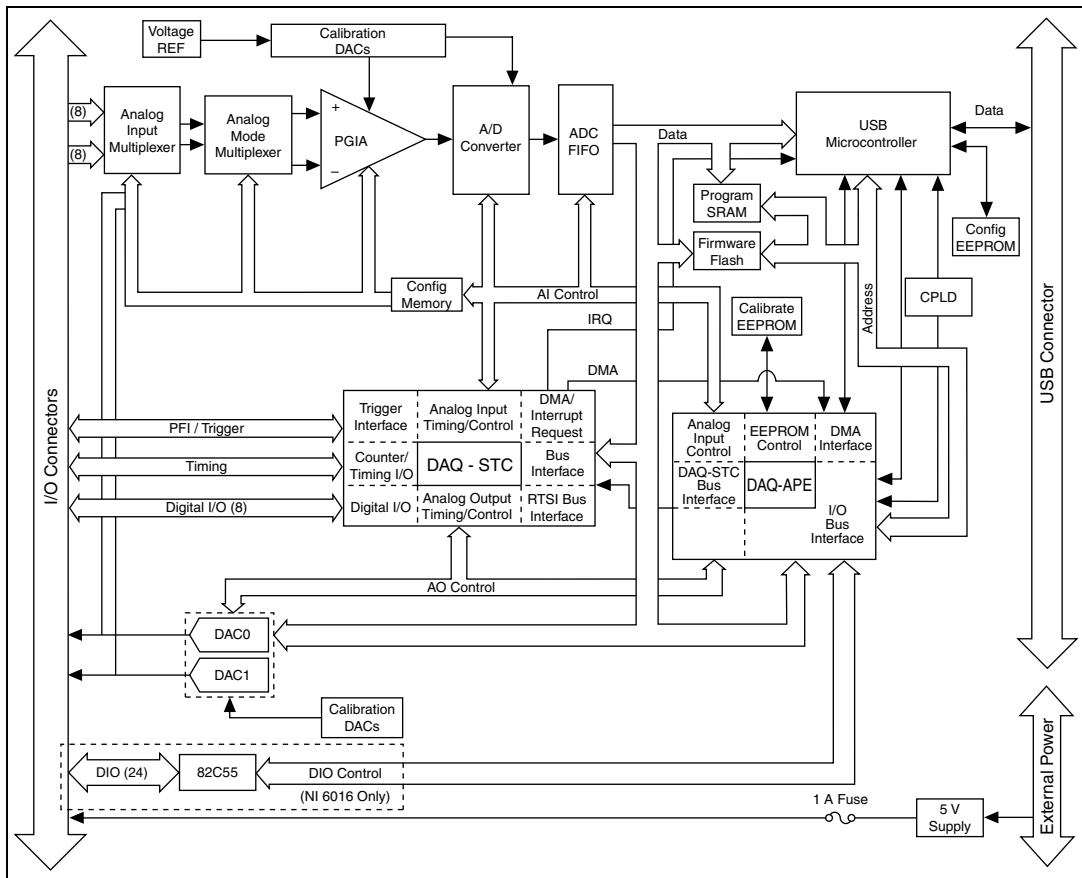 Voltage
REF
Calibration
DACs
(8)
(8)
Analog
Input
Multiplexer
Analog
Mode
Multiplexer
+
PGIA
–
A/D
Converter
ADC
FIFO
Data
USB
Microcontroller
Data
Program
SRAM
Firmware
Flash
Config
EEPROM
Config
Memory
AI Control
IRQ
Calibrate
EEPROM
Address
CPLD
DMA
I/O Connectors
USB Connector
PFI / Trigger
Timing
Digital I/O (8)
Trigger
Interface
Analog Input
Timing/Control
DMA/
Interrupt
Request
Counter/
Timing I/O
DAQ - STC
Bus
Interface
Digital I/O
Analog Output
Timing/Control
RTSI Bus
Interface
Analog
Input
Control
EEPROM
Control
DMA
Interface
DAQ-STC
Bus
Interface
DAQ-APE
I/O
Bus
Interface
AO Control
DAC0
DAC1
Calibration
DACs
DIO (24)
82C55
DIO Control
(NI 6016 Only)
1 A Fuse
5 V
Supply
External Power